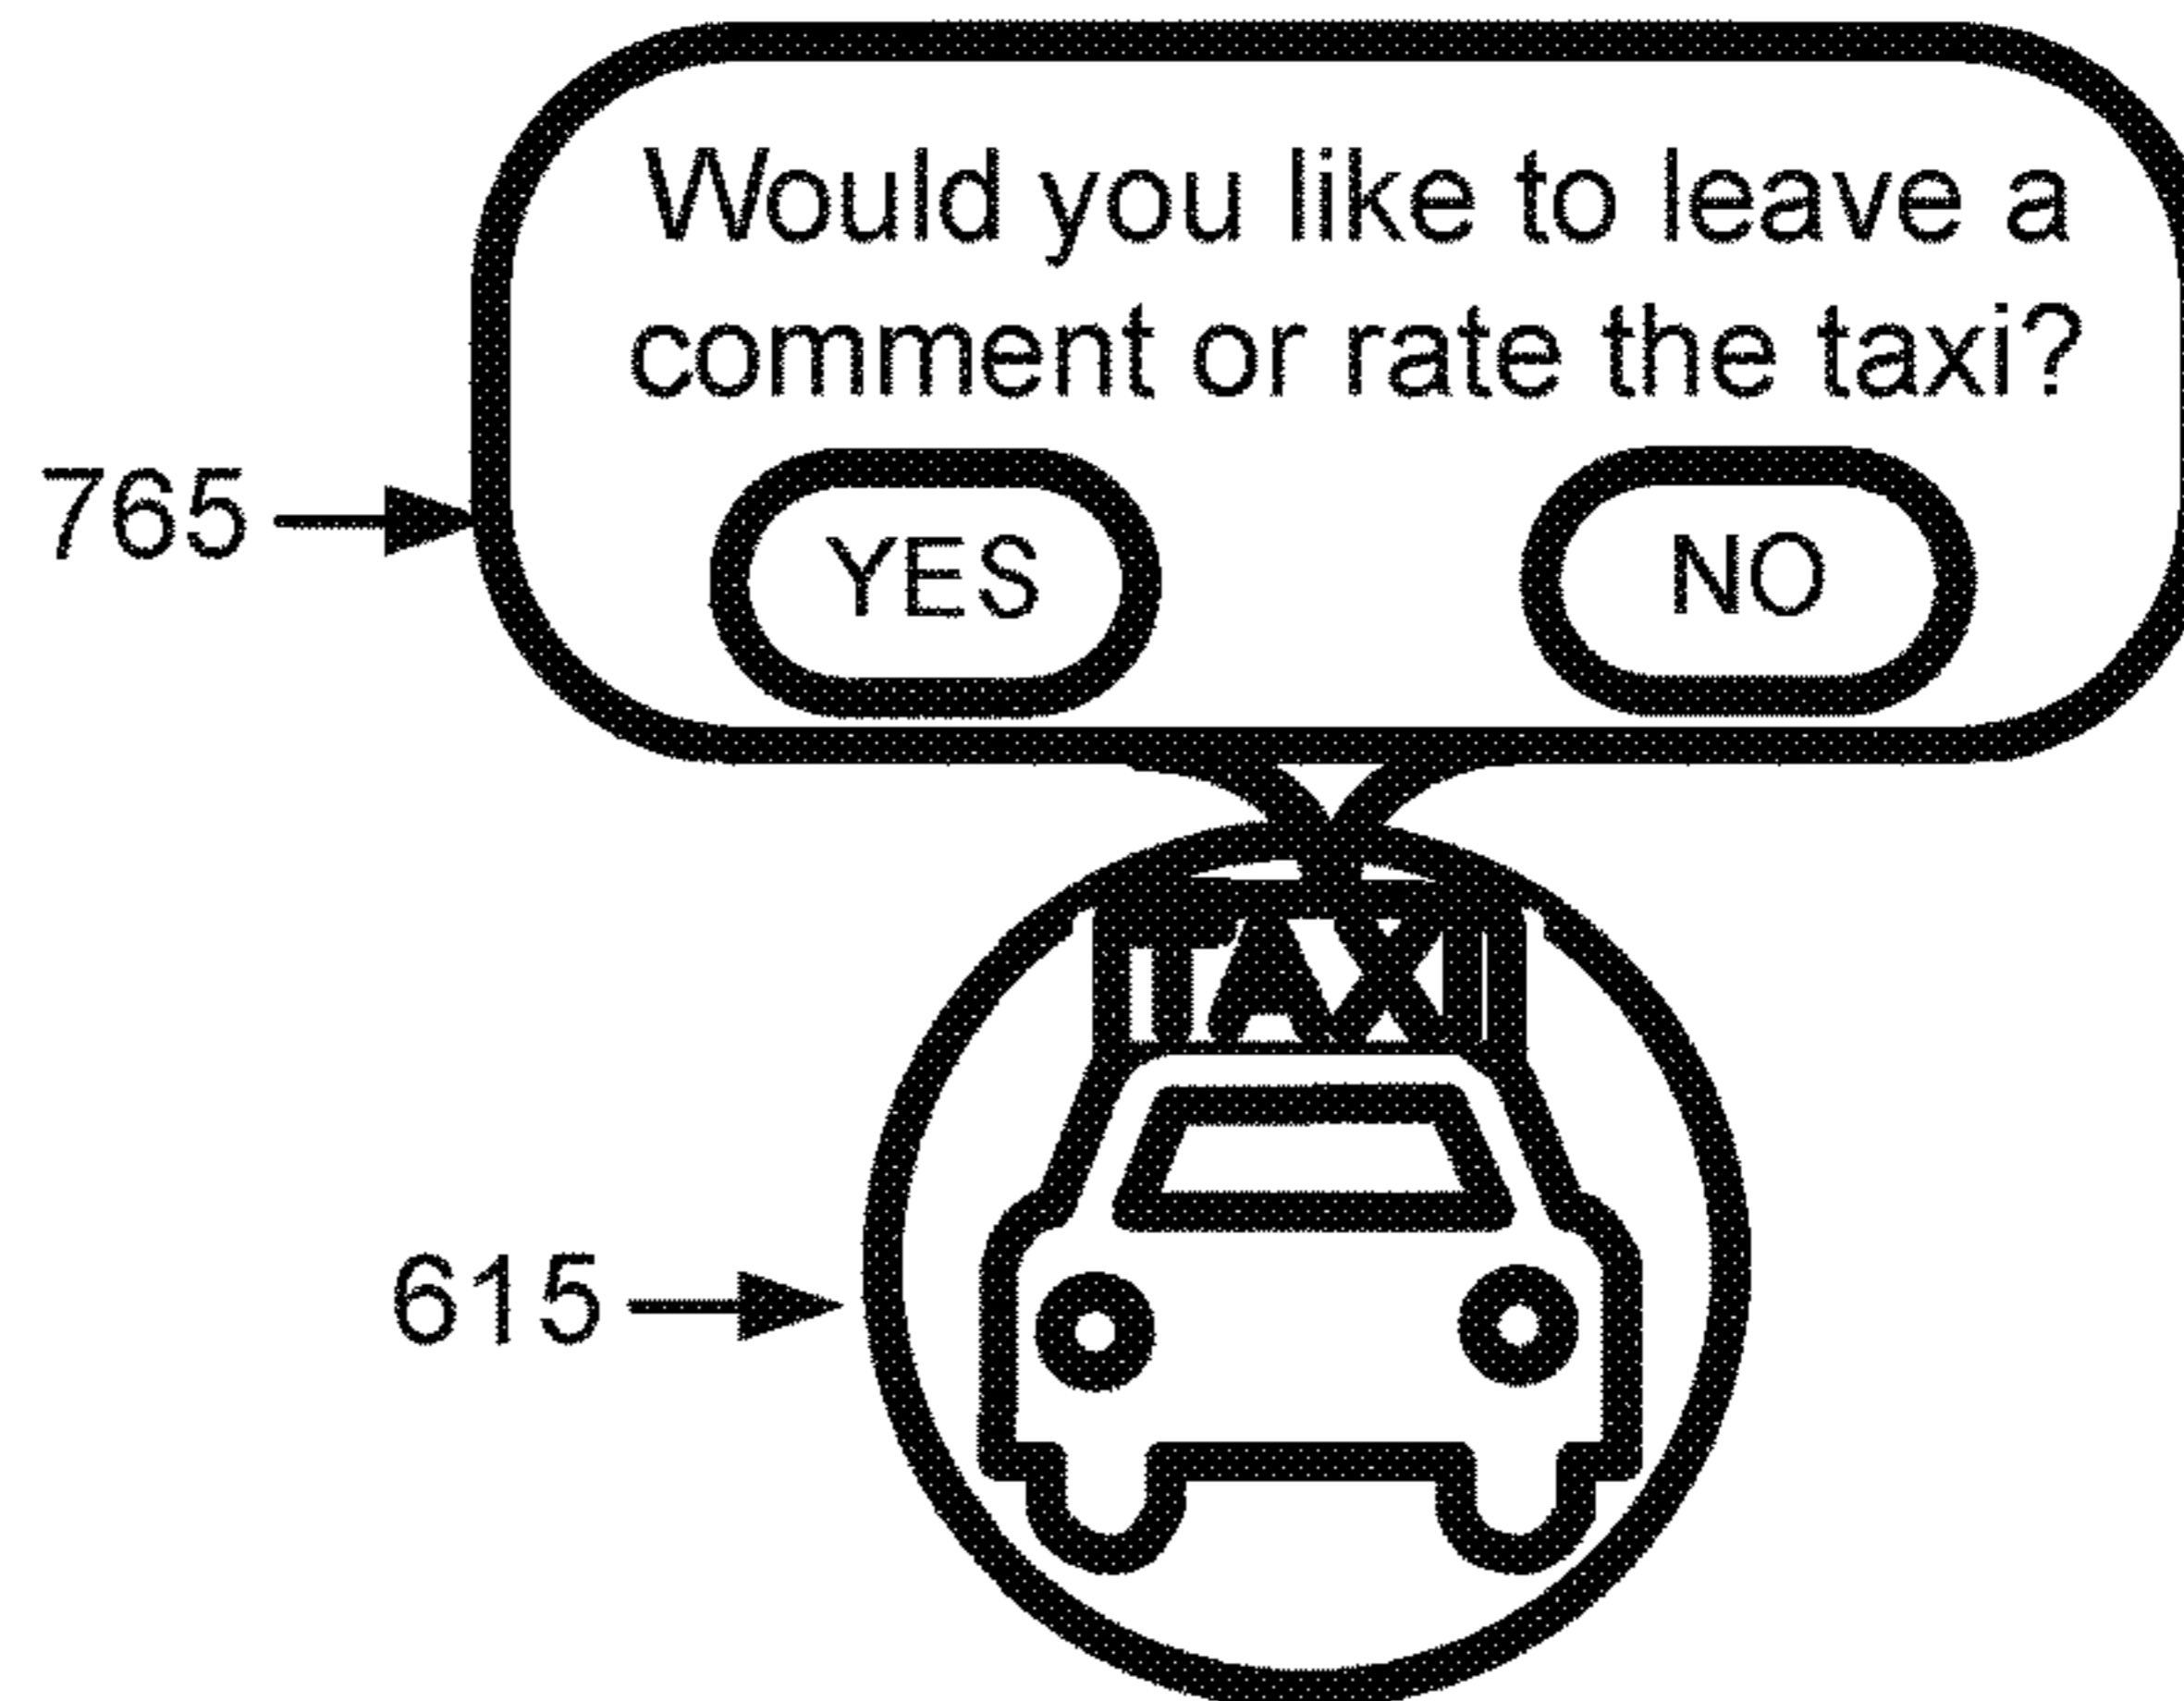 Would you like to leave a
comment or rate the taxi?
765
YES NO
TAXI
615